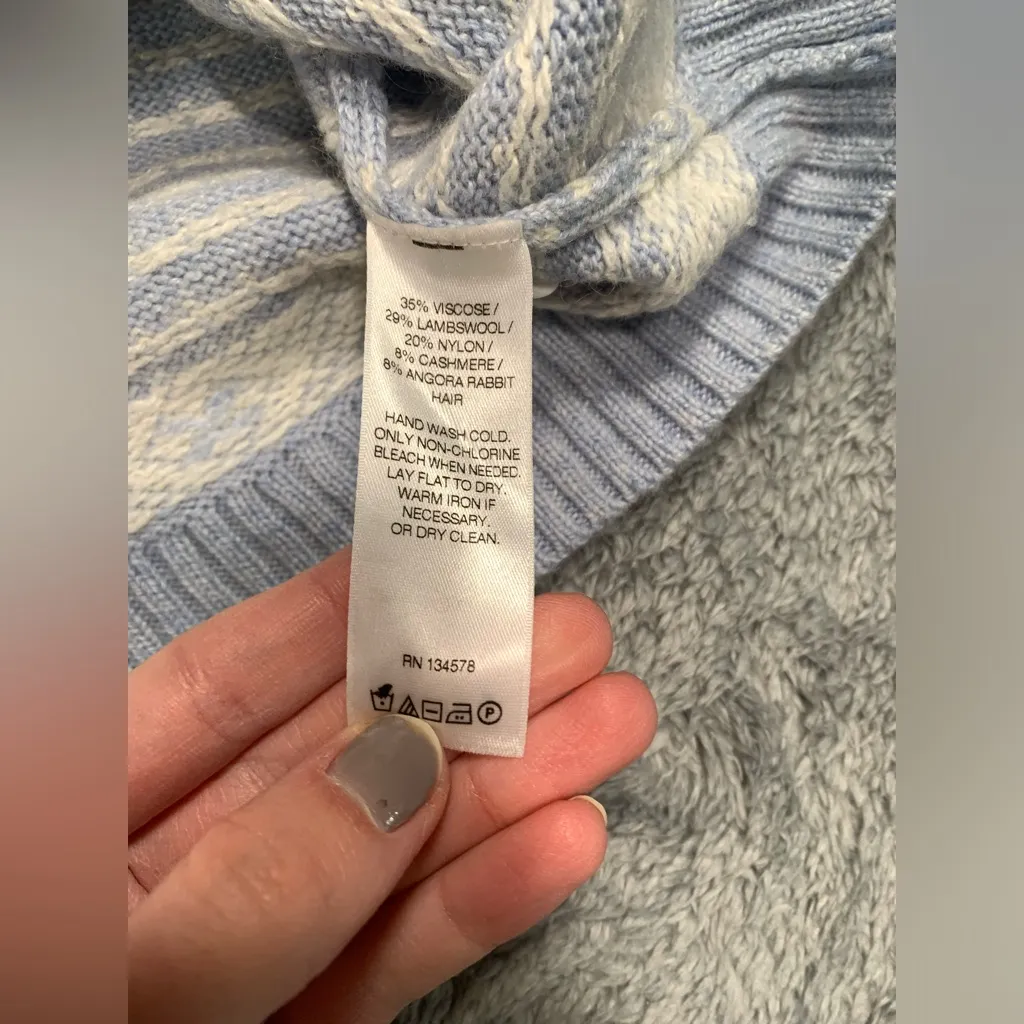 35% VISCOSE /
29% LAMBSWOOL /
20% NYLON /
8% CASHMERE /
8% ANGORA RABBIT
HAIR
HAND WASH COLD.
ONLY NON-CHLORINE
BLEACH WHEN NEEDED.
LAY FLAT TO DRY.
WARM IRON IF
NECESSARY.
OR DRY CLEAN.
RN 134578
P